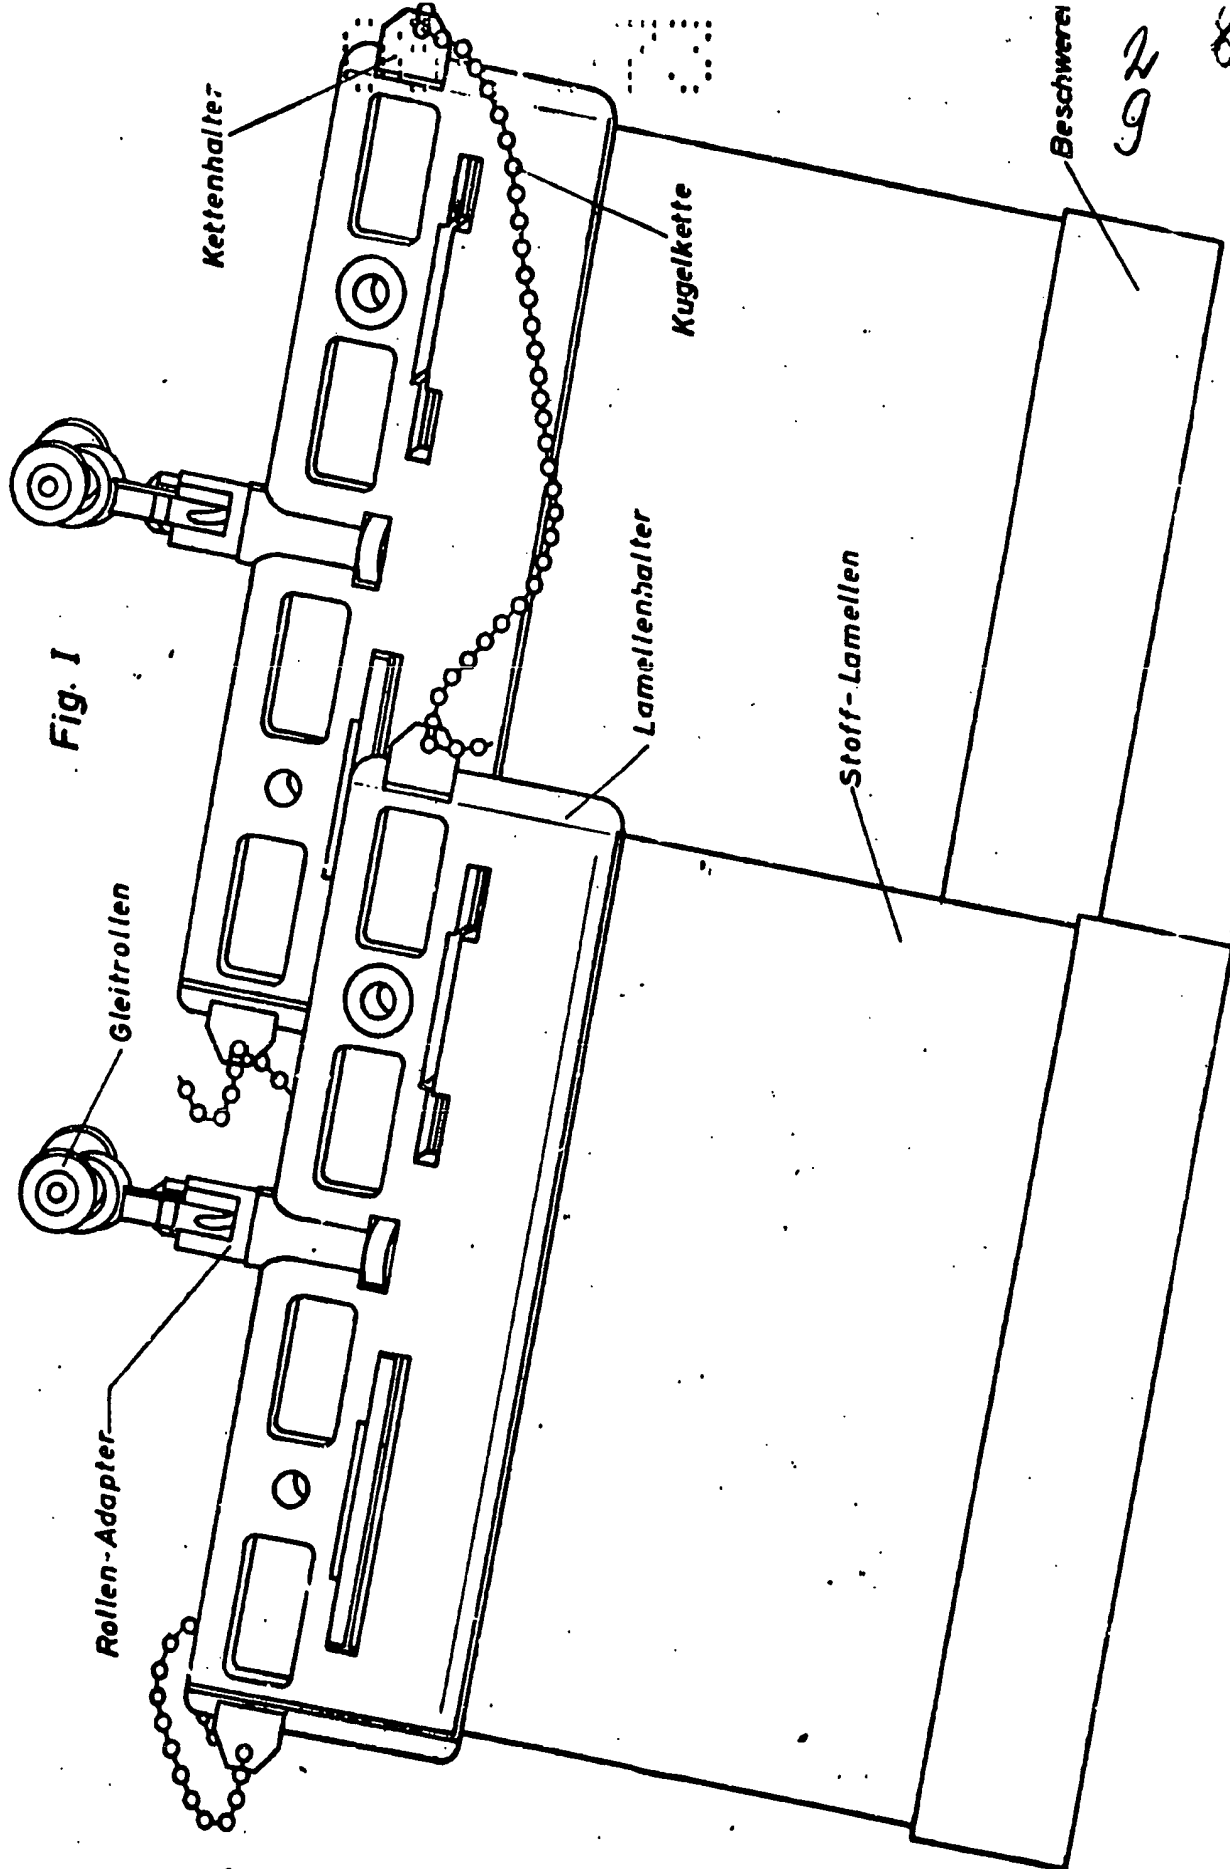 Fig. I
Kettenhalter
Kugelkette
Gleitrollen
Rollen-Adapter
Lamellenhalter
Stoff-Lamellen
Beschwerer